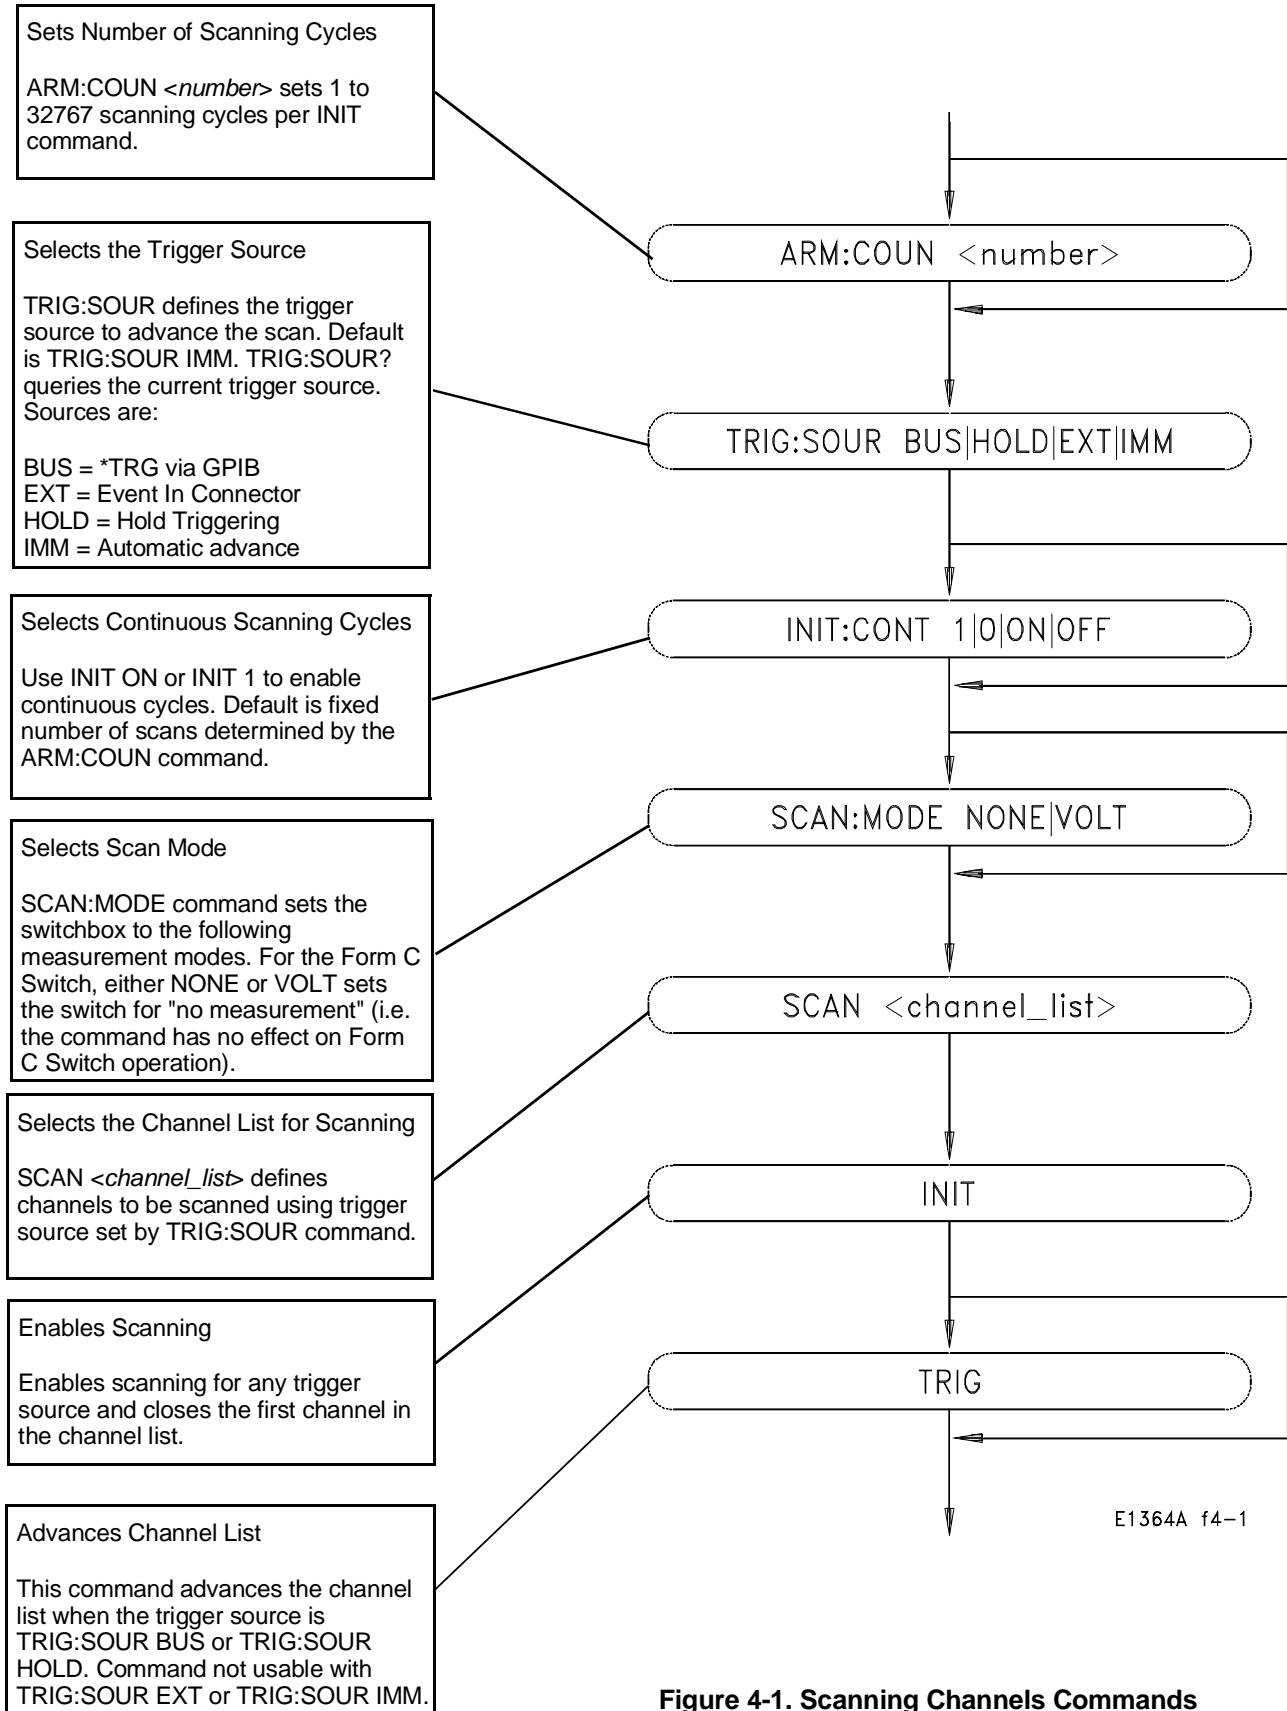 Sets Number of Scanning Cycles
ARM:COUN <number> sets 1 to
32767 scanning cycles per INIT
command.
Selects the Trigger Source
TRIG:SOUR defines the trigger
source to advance the scan. Default
is TRIG:SOUR IMM. TRIG:SOUR?
queries the current trigger source.
Sources are:
BUS = *TRG via GPIB
EXT = Event In Connector
HOLD = Hold Triggering
IMM = Automatic advance
Selects Continuous Scanning Cycles
Use INIT ON or INIT 1 to enable
continuous cycles. Default is fixed
number of scans determined by the
ARM:COUN command.
Selects Scan Mode
SCAN:MODE command sets the
switchbox to the following
measurement modes. For the Form C
Switch, either NONE or VOLT sets
the switch for "no measurement" (i.e.
the command has no effect on Form
C Switch operation).
Selects the Channel List for Scanning
SCAN <channel_list> defines
channels to be scanned using trigger
source set by TRIG:SOUR command.
Enables Scanning
Enables scanning for any trigger
source and closes the first channel in
the channel list.
Advances Channel List
This command advances the channel
list when the trigger source is
TRIG:SOUR BUS or TRIG:SOUR
HOLD. Command not usable with
TRIG:SOUR EXT or TRIG:SOUR IMM.
ARM:COUN <number>
TRIG:SOUR BUS|HOLD|EXT|IMM
INIT:CONT 1|0|ON|OFF
SCAN:MODE NONE|VOLT
SCAN <channel_list>
INIT
TRIG
E1364A f4-1
Figure 4-1. Scanning Channels Commands